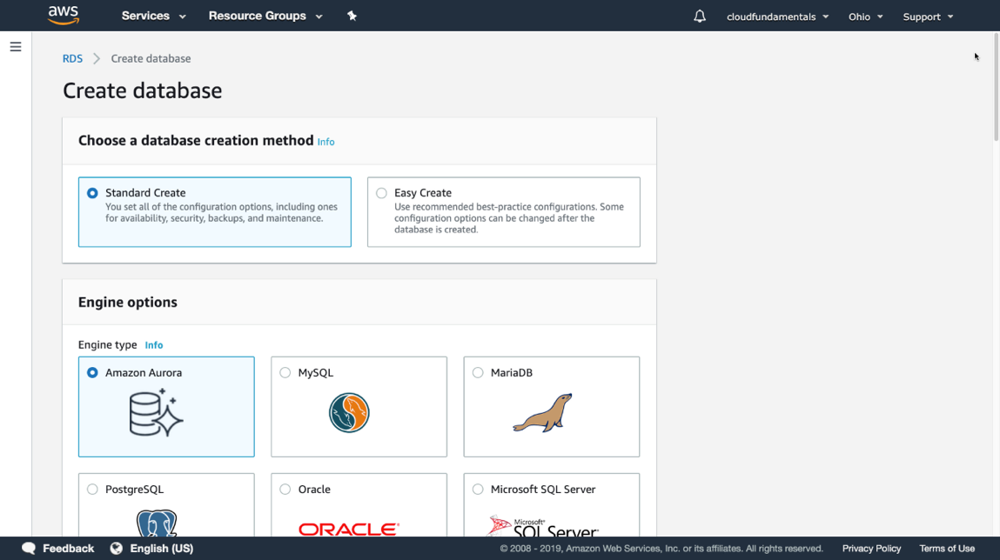 aws Services Resource Groups cloudfundamentals Ohio Support
RDS Create database
Create database
Choose a database creation method Info
Standard Create
You set all of the configuration options, including ones
for availability, security, backups, and maintenance.
Easy Create
Use recommended best-practice configurations. Some
configuration options can be changed after the
database is created.
Engine options
Engine type Info
Amazon Aurora
MySQL
MariaDB
PostgreSQL
Oracle
ORACLE
Microsoft SQL Server
Microsoft®
SQL Server
Feedback English (US) © 2008 - 2019, Amazon Web Services, Inc. or its affiliates. All rights reserved. Privacy Policy Terms of Use